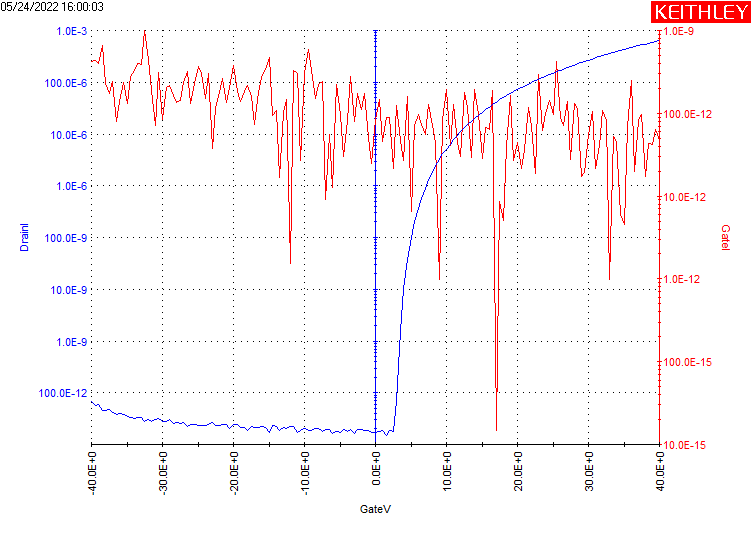 05/24/2022 16:00:03
KEITHLEY
1.0E-3
100.0E-6
10.0E-6
1.0E-6
100.0E-9
10.0E-9
1.0E-9
100.0E-12
DrainI
1.0E-9
100.0E-12
10.0E-12
1.0E-12
100.0E-15
10.0E-15
GateI
-40.0E+0
-30.0E+0
-20.0E+0
-10.0E+0
0.0E+0
10.0E+0
20.0E+0
30.0E+0
40.0E+0
GateV